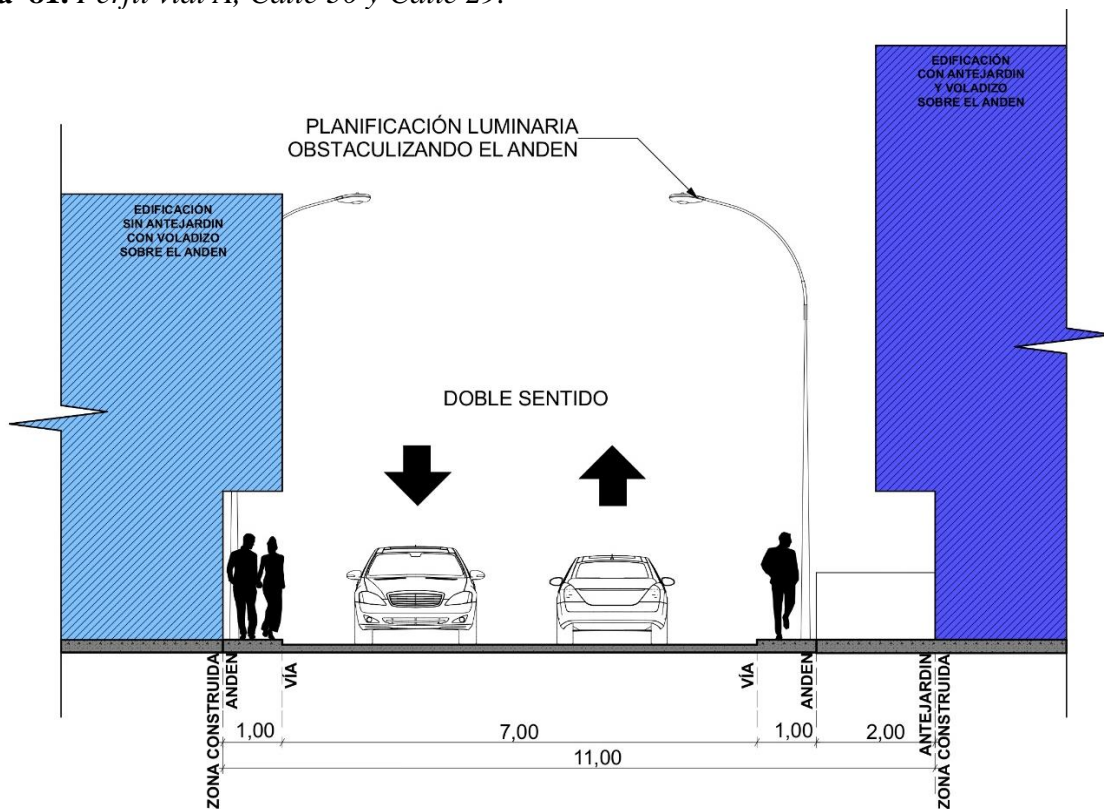 Perfil vial A, Calle 30 y Calle 29.
EDIFICACIÓN
CON ANTEJARDIN
Y VOLADIZO
SOBRE EL ANDEN
PLANIFICACIÓN LUMINARIA
OBSTACULIZANDO EL ANDEN
EDIFICACIÓN
SIN ANTEJARDIN
CON VOLADIZO
SOBRE EL ANDEN
DOBLE SENTIDO
ZONA CONSTRUIDA
ANDEN
VÍA
VÍA
ANDEN
ANTEJARDIN
ZONA CONSTRUIDA
1,00
7,00
1,00
2,00
11,00